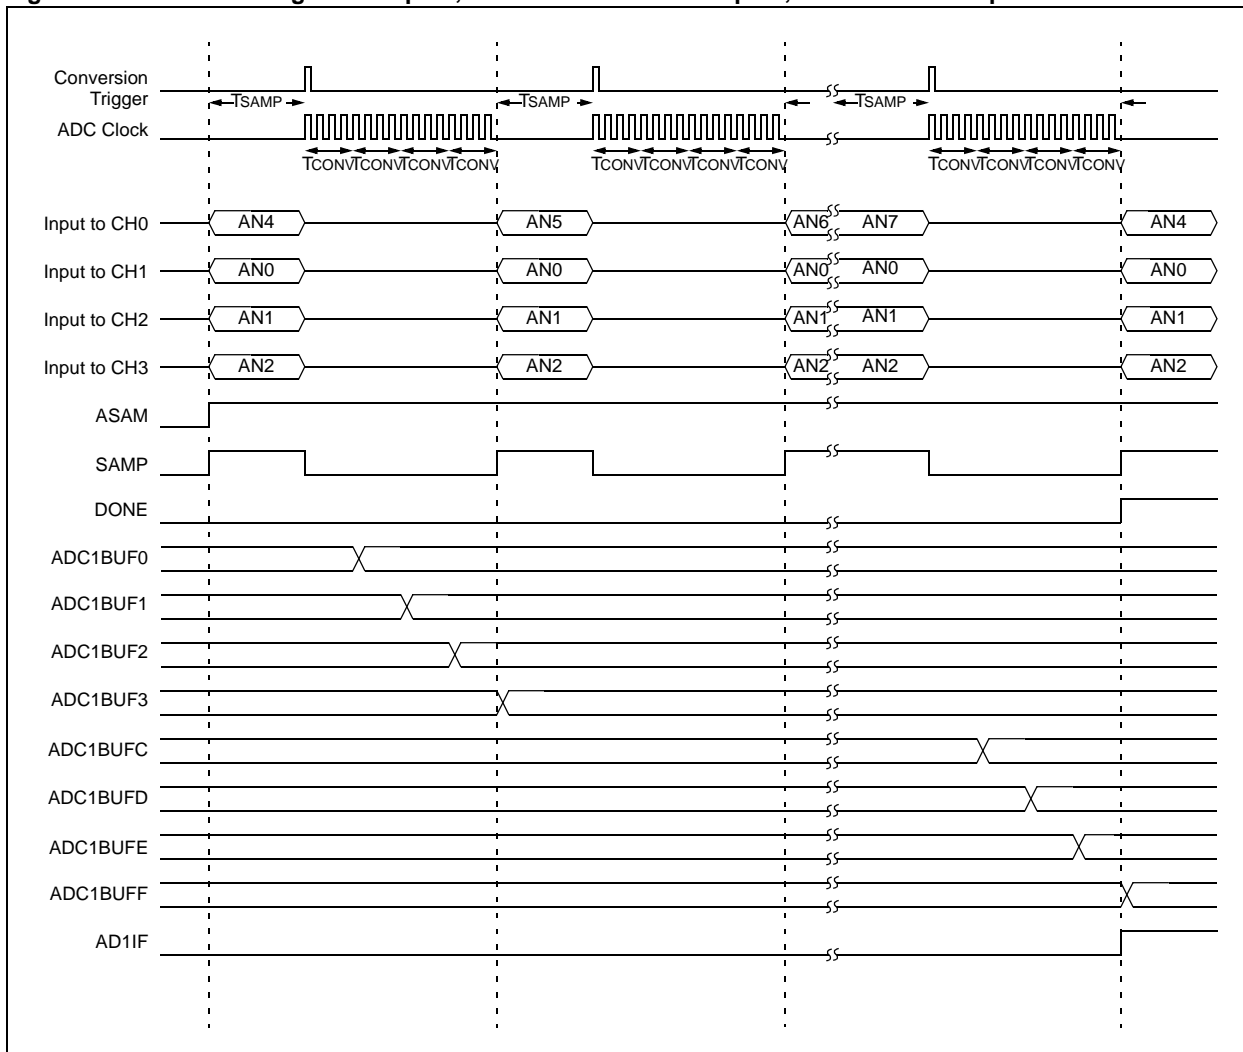 Conversion
Trigger
TSAMP TSAMP TSAMP
ADC Clock
TCONV TCONV TCONV TCONV TCONV TCONV TCONV TCONV TCONV TCONV TCONV TCONV
Input to CH0 AN4 AN5 AN6 AN7 AN4
Input to CH1 AN0 AN0 AN0 AN0 AN0
Input to CH2 AN1 AN1 AN1 AN1 AN1
Input to CH3 AN2 AN2 AN2 AN2 AN2
ASAM
SAMP
DONE
ADC1BUF0
ADC1BUF1
ADC1BUF2
ADC1BUF3
ADC1BUFC
ADC1BUFD
ADC1BUFE
ADC1BUFF
AD1IF